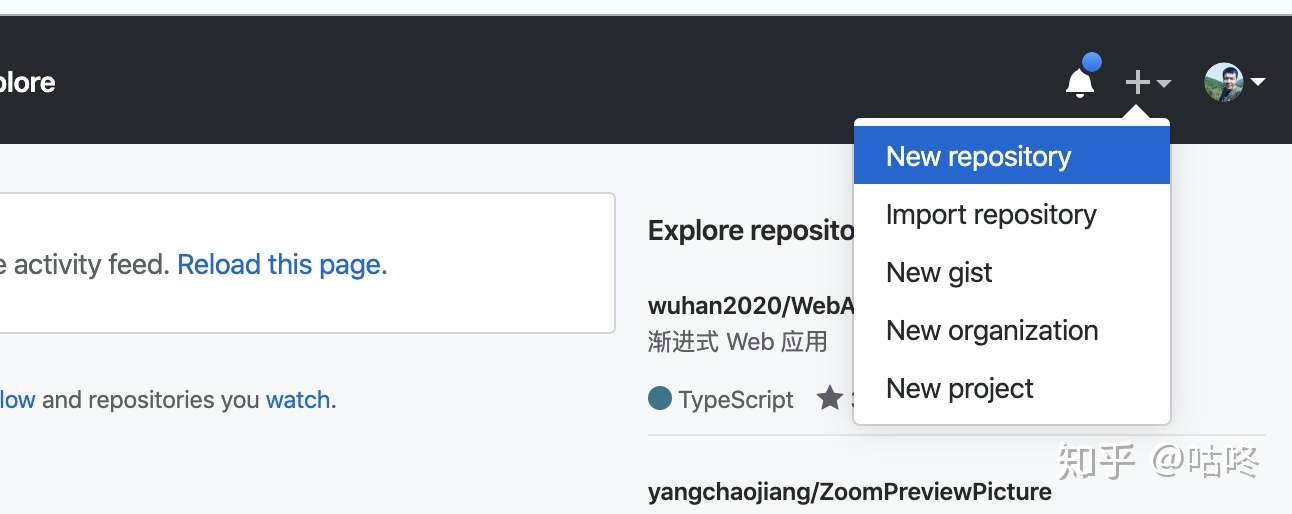 plore
New repository
Import repository
New gist
New organization
New project
e activity feed. Reload this page.
low and repositories you watch.
Explore reposito
wuhan2020/WebA
渐进式 Web 应用
TypeScript
yangchaojiang/ZoomPreviewPicture
知乎 @咕咚